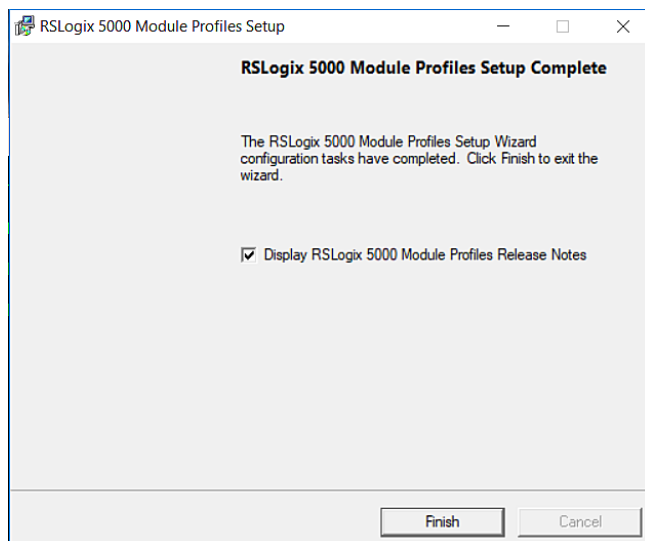 RSLogix 5000 Module Profiles Setup
RSLogix 5000 Module Profiles Setup Complete
The RSLogix 5000 Module Profiles Setup Wizard
configuration tasks have completed. Click Finish to exit the
wizard.
Display RSLogix 5000 Module Profiles Release Notes
Finish
Cancel